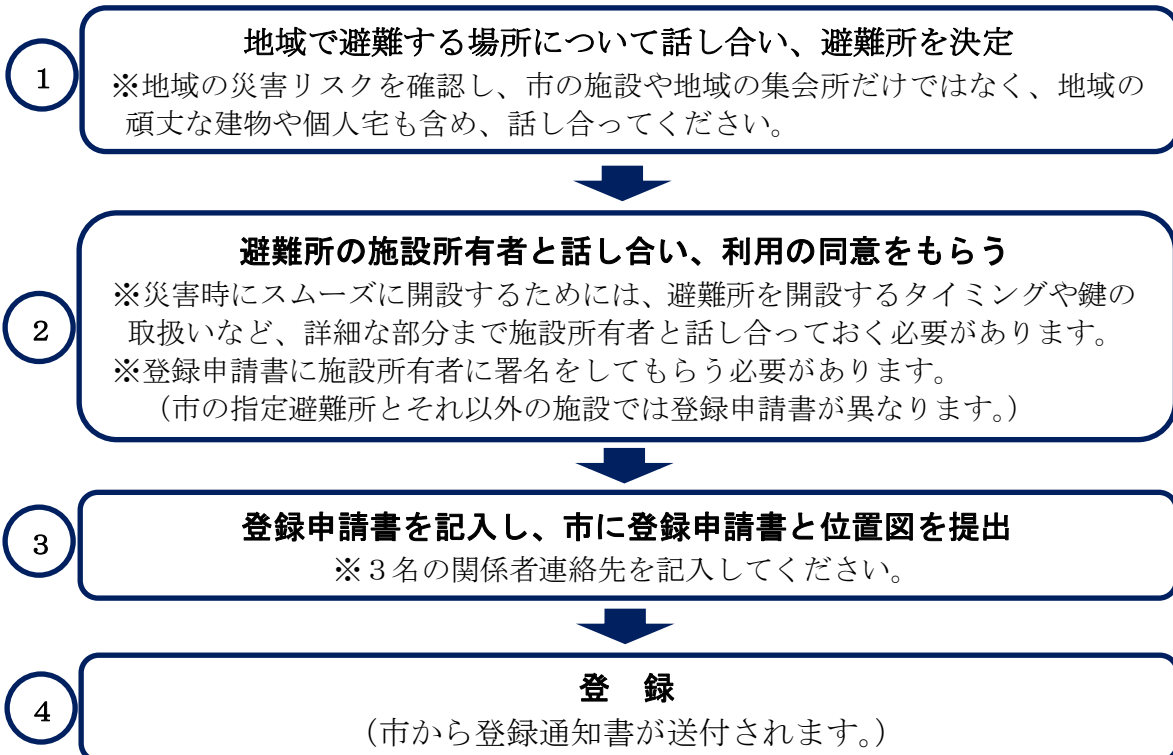 1
地域で避難する場所について話し合い、避難所を決定
※地域の災害リスクを確認し、市の施設や地域の集会所だけではなく、地域の
頑丈な建物や個人宅も含め、話し合ってください。
2
避難所の施設所有者と話し合い、利用の同意をもらう
※災害時にスムーズに開設するためには、避難所を開設するタイミングや鍵の
取扱いなど、詳細な部分まで施設所有者と話し合っておく必要があります。
※登録申請書に施設所有者に署名をしてもらう必要があります。
（市の指定避難所とそれ以外の施設では登録申請書が異なります。）
3
登録申請書を記入し、市に登録申請書と位置図を提出
※３名の関係者連絡先を記入してください。
4
登　録
（市から登録通知書が送付されます。）